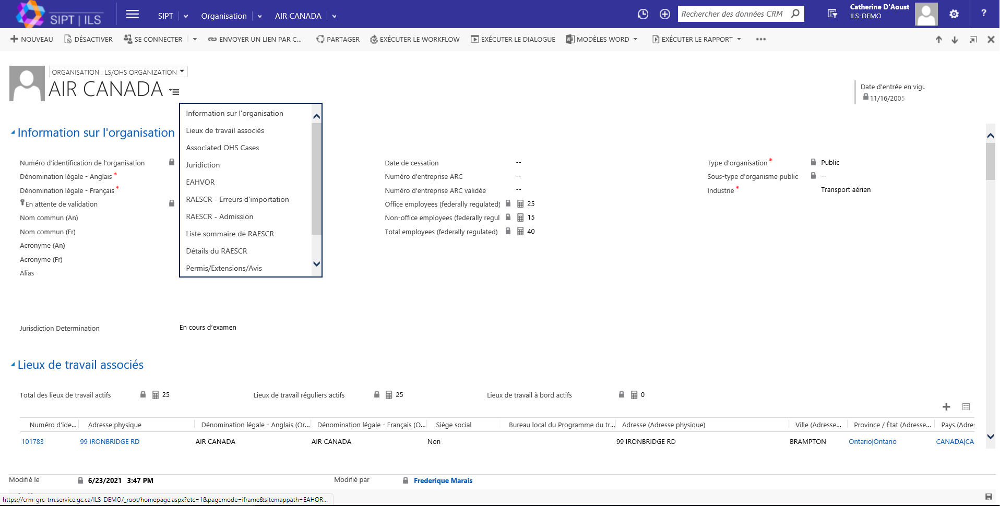 SIPT | ILS
SIPT Organisation AIR CANADA
Rechercher des données CRM
Catherine D'Aoust
ILS-DEMO
?
NOUVEAU DÉSACTIVER SE CONNECTER ENVOYER UN LIEN PAR C... PARTAGER EXÉCUTER LE WORKFLOW EXÉCUTER LE DIALOGUE MODÈLES WORD EXÉCUTER LE RAPPORT
ORGANISATION : LS/OHS ORGANIZATION
AIR CANADA
Date d'entrée en vigu
11/16/2005
Information sur l'organisation
Lieux de travail associés
Associated OHS Cases
Juridiction
EAHVOR
RAESCR - Erreurs d'importation
RAESCR - Admission
Liste sommaire de RAESCR
Détails du RAESCR
Permis/Extensions/Avis
Information sur l'organisation
Numéro d'identification de l'organisation
Dénomination légale - Anglais *
Dénomination légale - Français *
En attente de validation
Nom commun (An)
Nom commun (Fr)
Acronyme (An)
Acronyme (Fr)
Alias
Date de cessation --
Numéro d'entreprise ARC --
Numéro d'entreprise ARC validée --
Office employees (federally regulated) 25
Non-office employees (federally regul 15
Total employees (federally regulated) 40
Type d'organisation * Public
Sous-type d'organisme public --
Industrie * Transport aérien
Jurisdiction Determination En cours d’examen
Lieux de travail associés
Total des lieux de travail actifs 25 Lieux de travail réguliers actifs 25 Lieux de travail à bord actifs 0
Numéro d'ide... Adresse physique Dénomination légale - Anglais (Or... Dénomination légale - Français (O... Siège social Bureau local du Programme du tr... Adresse (Adresse physique) Ville (Adresse... Province / État (Adresse... Pays (Adres
101783 99 IRONBRIDGE RD AIR CANADA AIR CANADA Non 99 IRONBRIDGE RD BRAMPTON Ontario|Ontario CANADA|CA
Modifié le 6/23/2021 3:47 PM Modifié par Frederique Marais
https://crm-grc-trn.service.gc.ca/ILS-DEMO/_root/homepage.aspx?etc=1&pagemode=iframe&sitemappath=EAHOR...